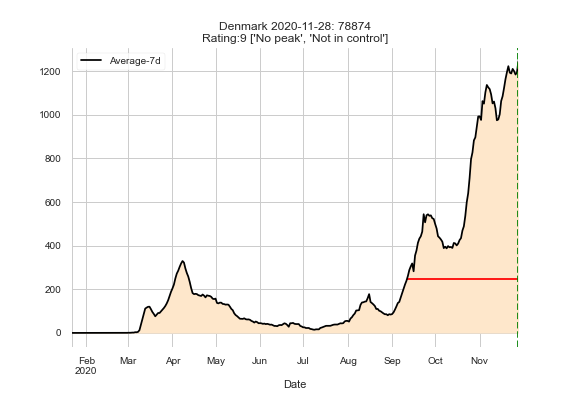 Denmark 2020-11-28: 78874
Rating:9 ['No peak', 'Not in control']
Average-7d
1200
1000
800
600
400
200
0
Feb Mar Apr May Jun Jul Aug Sep Oct Nov
2020
Date